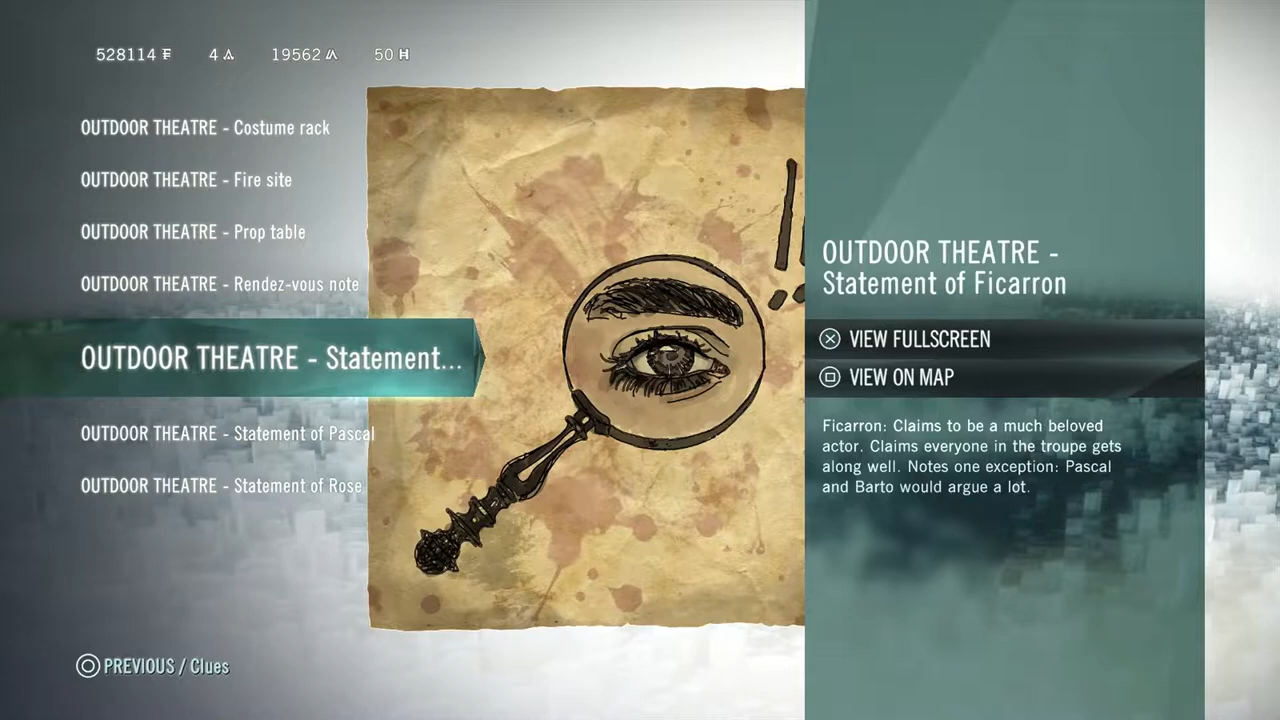 528114 4 19562 50
OUTDOOR THEATRE - Costume rack
OUTDOOR THEATRE - Fire site
OUTDOOR THEATRE - Prop table
OUTDOOR THEATRE - Rendez-vous note
OUTDOOR THEATRE - Statement...
OUTDOOR THEATRE - Statement of Pascal
OUTDOOR THEATRE - Statement of Rose
PREVIOUS / Clues
OUTDOOR THEATRE -
Statement of Ficarron
VIEW FULLSCREEN
VIEW ON MAP
Ficarron: Claims to be a much beloved
actor. Claims everyone in the troupe gets
along well. Notes one exception: Pascal
and Barto would argue a lot.